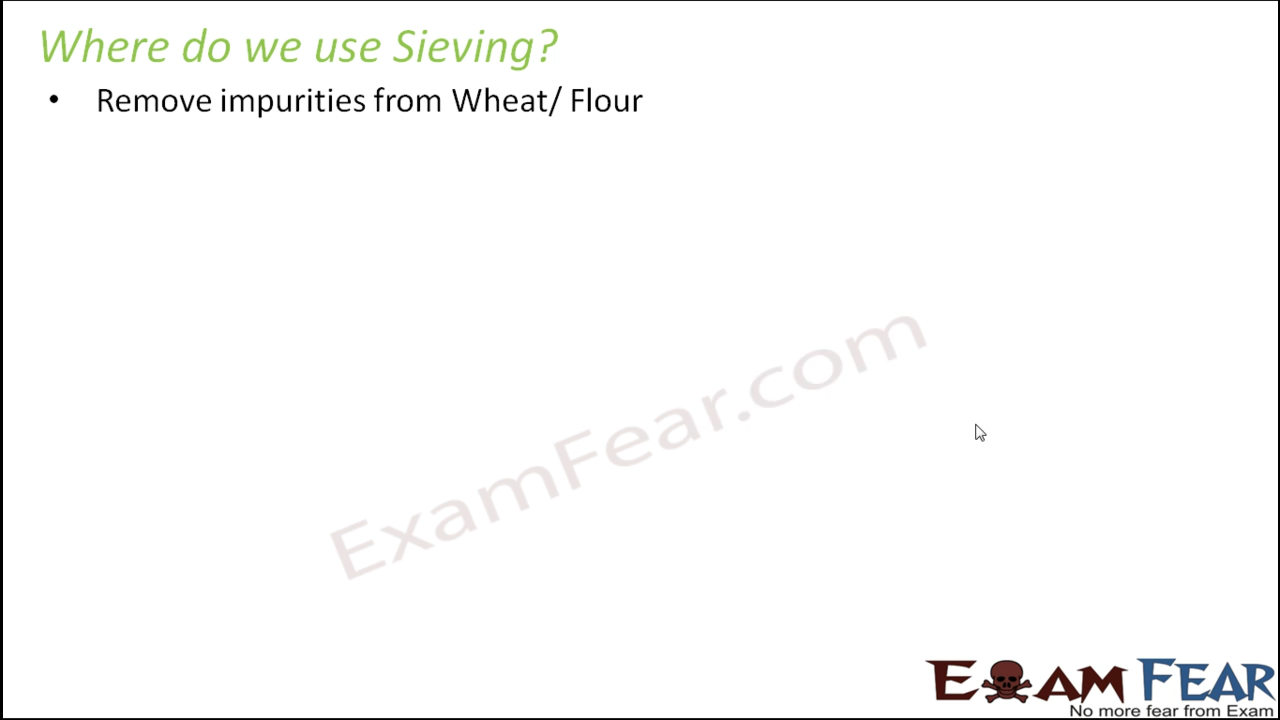 Where do we use Sieving?
• Remove impurities from Wheat/ Flour
ExamFear.com
EXAM FEAR
No more fear from Exam